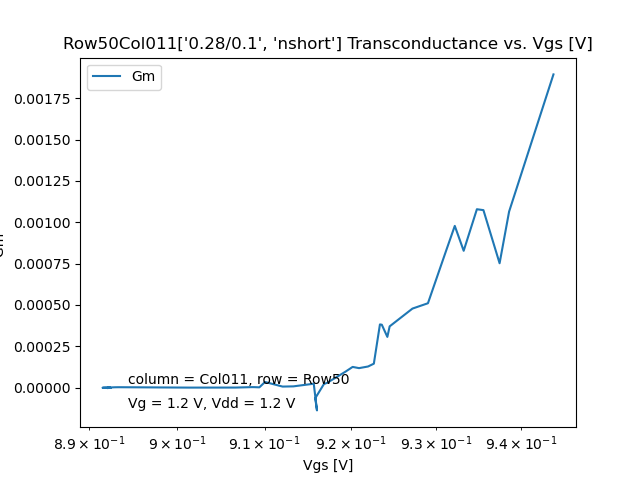 Row50Col011['0.28/0.1', 'nshort'] Transconductance vs. Vgs [V]
Gm
0.00175
0.00150
0.00125
0.00100
0.00075
0.00050
0.00025
0.00000
Gm
column = Col011, row = Row50
Vg = 1.2 V, Vdd = 1.2 V
8.9 × 10⁻¹ 9 × 10⁻¹ 9.1 × 10⁻¹ 9.2 × 10⁻¹ 9.3 × 10⁻¹ 9.4 × 10⁻¹
Vgs [V]